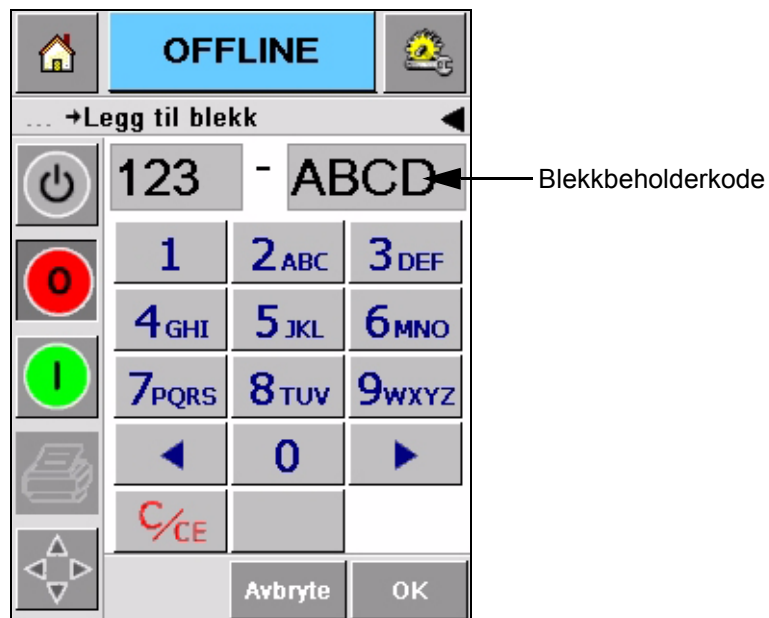 OFFLINE
... →Legg til blekk
123 - ABCD
Blekkbeholderkode
1 2ABC 3DEF
O
4GHI 5JKL 6MNO
I
7PQRS 8TUV 9WXYZ
0
C/CE
Avbryte OK